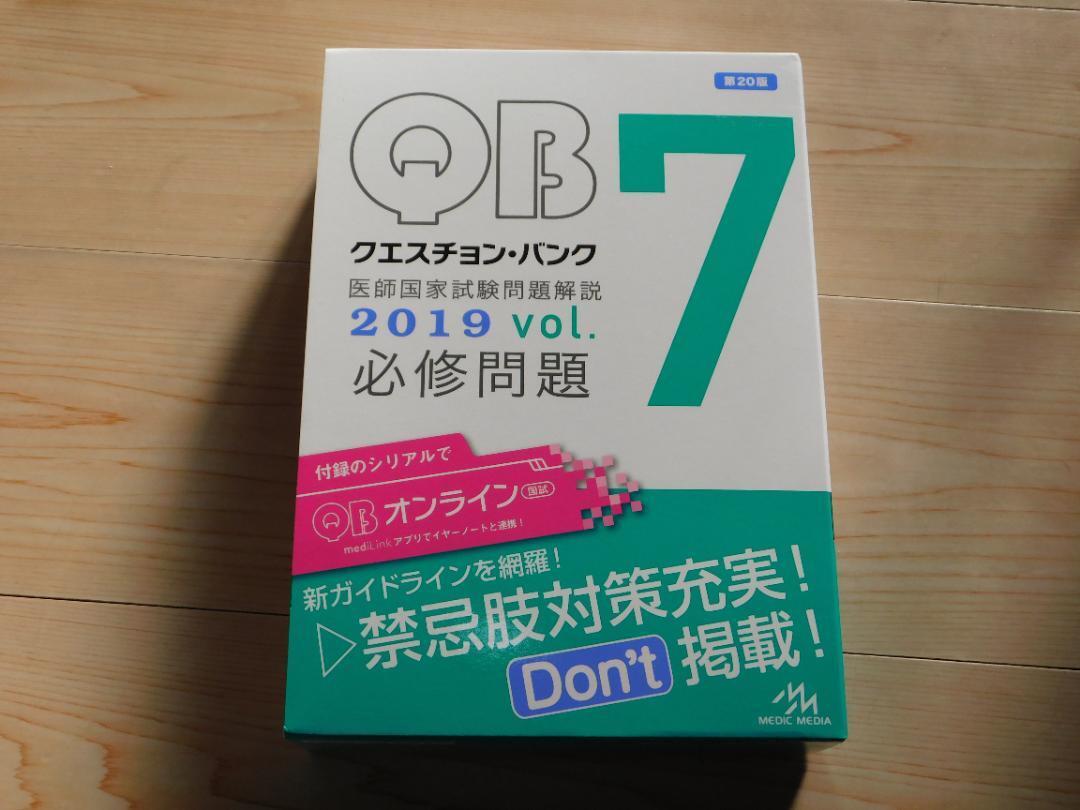 第20版
QB
7
クエスチョン・バンク
医師国家試験問題解説
2019 vol.
必修問題
付録のシリアルで
QB オンライン 国試
mediLinkアプリでイヤーノートと連携！
新ガイドラインを網羅！
▷禁忌肢対策充実！
Don't 掲載！
MEDIC MEDIA